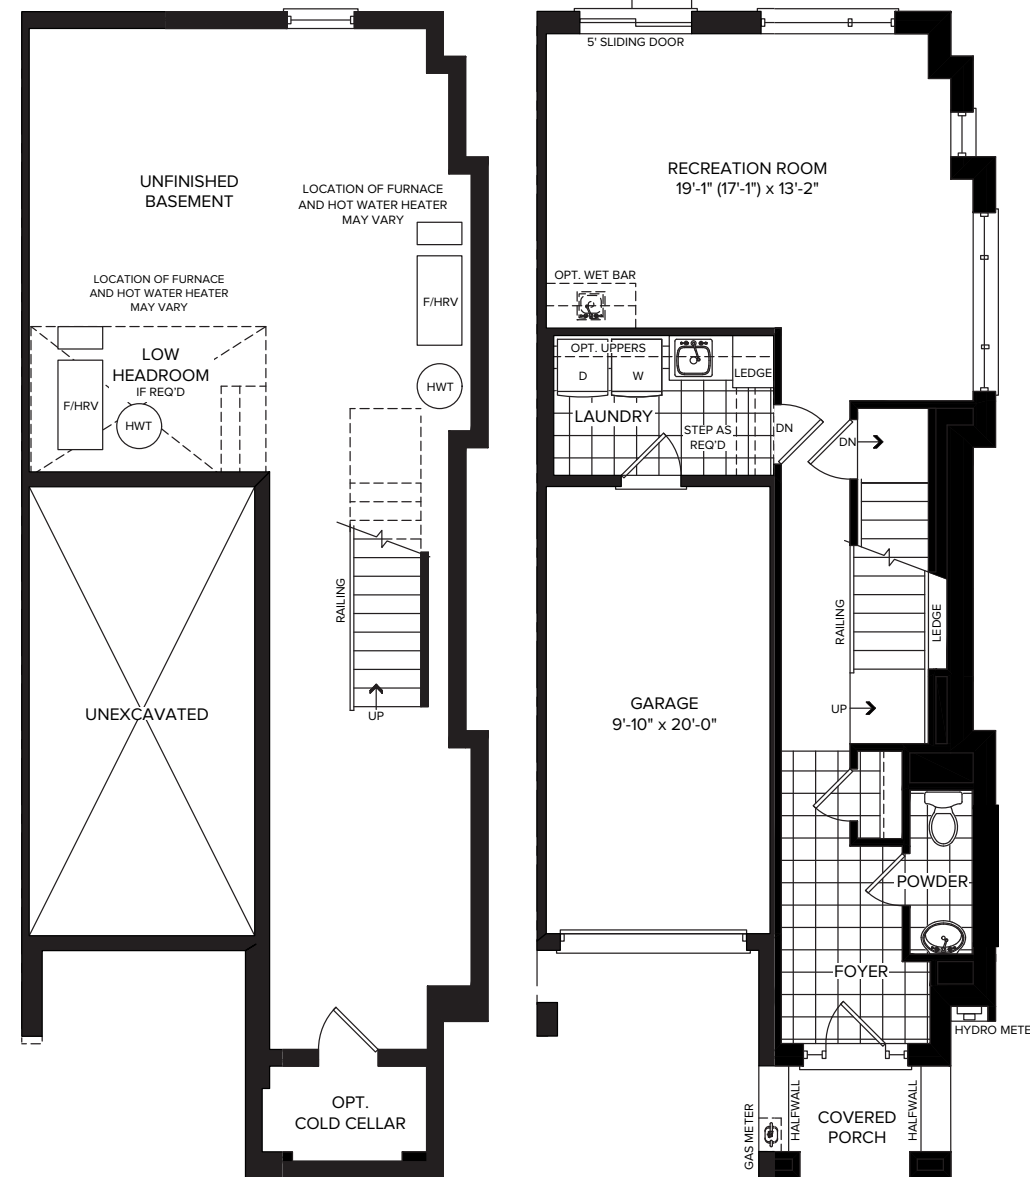 UNFINISHED
BASEMENT
LOCATION OF FURNACE
AND HOT WATER HEATER
MAY VARY
LOCATION OF FURNACE
AND HOT WATER HEATER
MAY VARY
F/HRV
HWT
LOW
HEADROOM
IF REQ'D
F/HRV
HWT
RAILING
UP
UNEXCAVATED
OPT.
COLD CELLAR
5' SLIDING DOOR
RECREATION ROOM
19'-1" (17'-1") x 13'-2"
OPT. WET BAR
OPT. UPPERS
D
W
LEDGE
LAUNDRY
STEP AS
REQ'D
DN
DN
RAILING
LEDGE
UP
GARAGE
9'-10" x 20'-0"
POWDER
FOYER
HYDRO METE
GAS METER
HALFWALL
COVERED
PORCH
HALFWALL